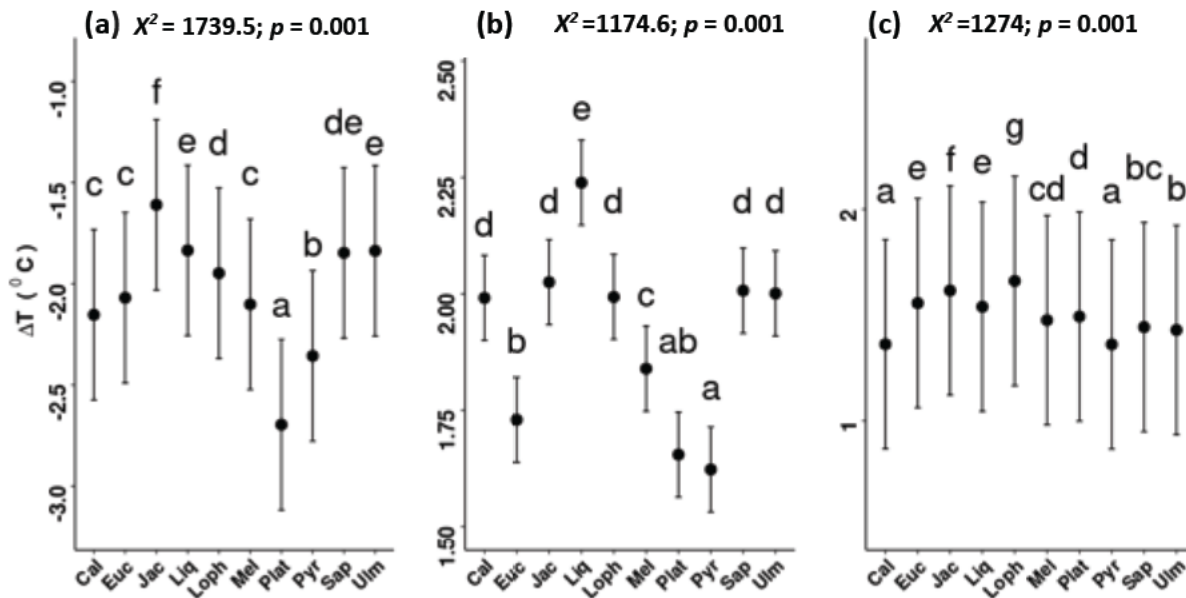 (a) X² = 1739.5; p = 0.001
ΔT (⁰C)
-1.0
-1.5
-2.0
-2.5
-3.0
c c f e d c a b de e
Cal Euc Jac Liq Loph Mel Plat Pyr Sap Ulm
(b) X² =1174.6; p = 0.001
2.50
2.25
2.00
1.75
1.50
d b d e d c ab a d d
Cal Euc Jac Liq Loph Mel Plat Pyr Sap Ulm
(c) X² =1274; p = 0.001
2
1
a e f e g cd d a bc b
Cal Euc Jac Liq Loph Mel Plat Pyr Sap Ulm